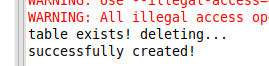 WARNING: Use --illegal-access=
WARNING: All illegal access op
table exists! deleting...
successfully created!